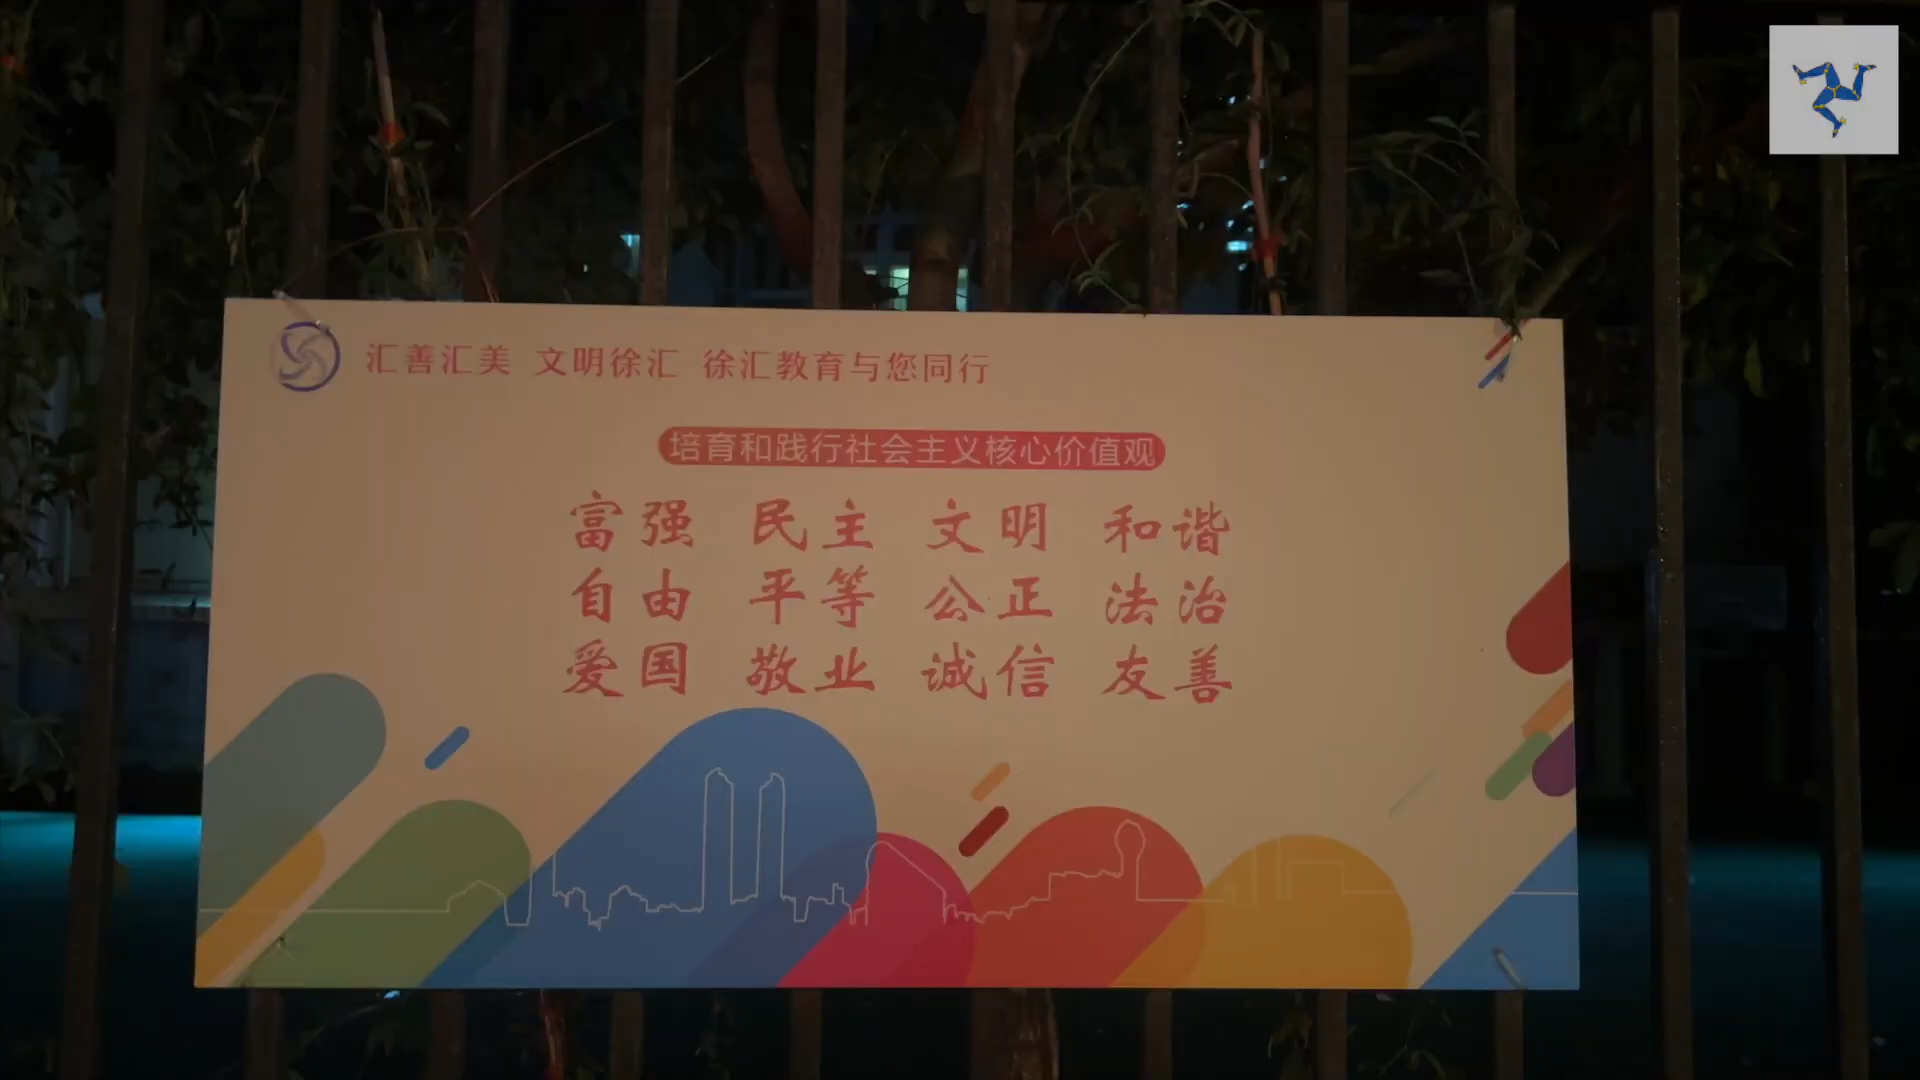 汇善汇美 文明徐汇 徐汇教育与您同行
培育和践行社会主义核心价值观
富强 民主 文明 和谐
自由 平等 公正 法治
爱国 敬业 诚信 友善